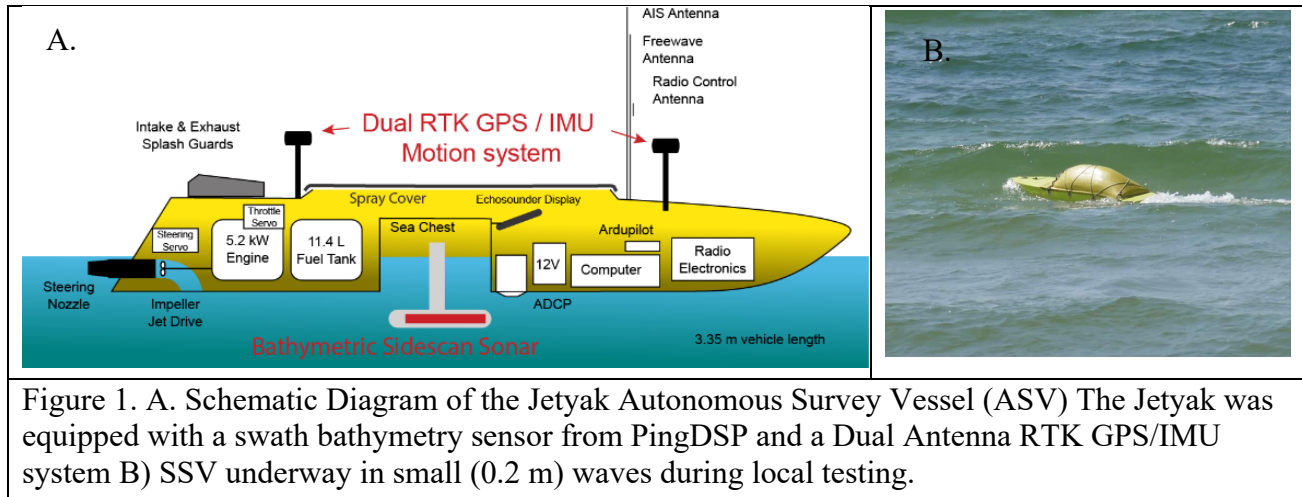 A.
AIS Antenna
Freewave
Antenna
Radio Control
Antenna
Intake & Exhaust
Splash Guards
Dual RTK GPS / IMU
Motion system
Spray Cover
Echosounder Display
Throttle
Servo
Steering
Servo
5.2 kW
Engine
11.4 L
Fuel Tank
Sea Chest
Ardupilot
12V
Computer
Radio
Electronics
Steering
Nozzle
Impeller
Jet Drive
ADCP
Bathymetric Sidescan Sonar
3.35 m vehicle length
B.
Figure 1. A. Schematic Diagram of the Jetyak Autonomous Survey Vessel (ASV) The Jetyak was
equipped with a swath bathymetry sensor from PingDSP and a Dual Antenna RTK GPS/IMU
system B) SSV underway in small (0.2 m) waves during local testing.